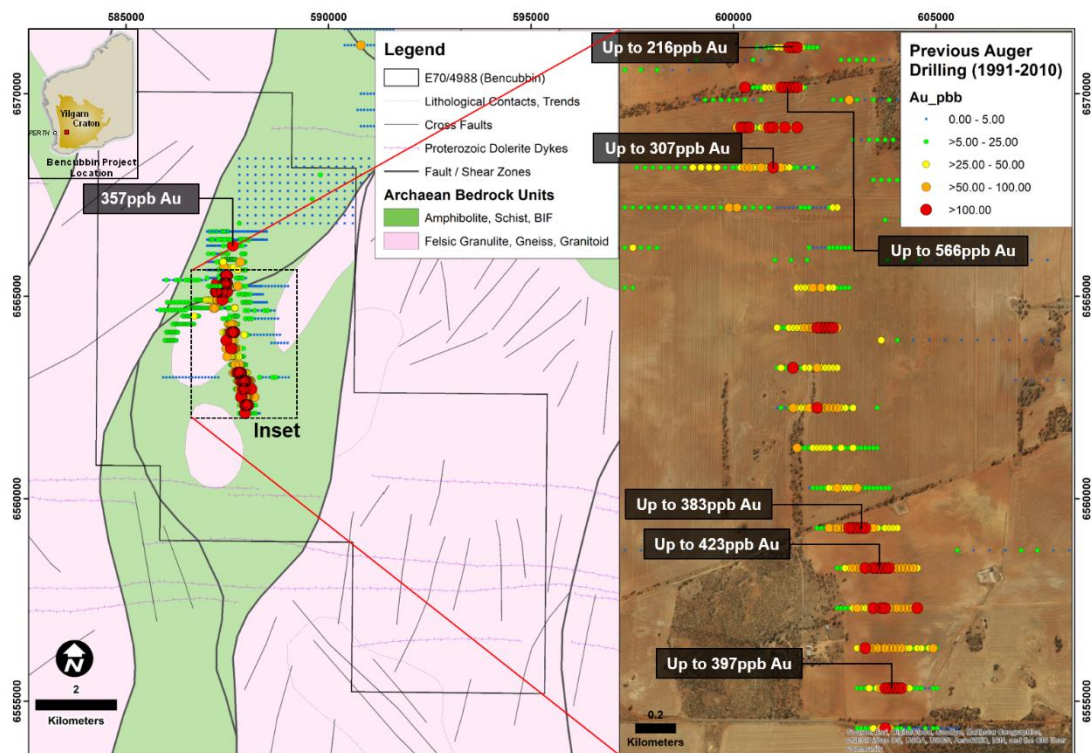 585000
590000
595000
600000
605000
6570000
6565000
6560000
6555000
Yilgarn
Craton
PERTH
Bencubbin Project
Location
357ppb Au
Inset
N
2
Kilometers
Legend
E70/4988 (Bencubbin)
Lithological Contacts, Trends
Cross Faults
Proterozoic Dolerite Dykes
Fault / Shear Zones
Archaean Bedrock Units
Amphibolite, Schist, BIF
Felsic Granulite, Gneiss, Granitoid
Up to 216ppb Au
Up to 307ppb Au
Up to 566ppb Au
Up to 383ppb Au
Up to 423ppb Au
Up to 397ppb Au
Previous Auger
Drilling (1991-2010)
Au_pbb
0.00 - 5.00
>5.00 - 25.00
>25.00 - 50.00
>50.00 - 100.00
>100.00
0.2
Kilometers
6570000
6565000
6560000
6555000